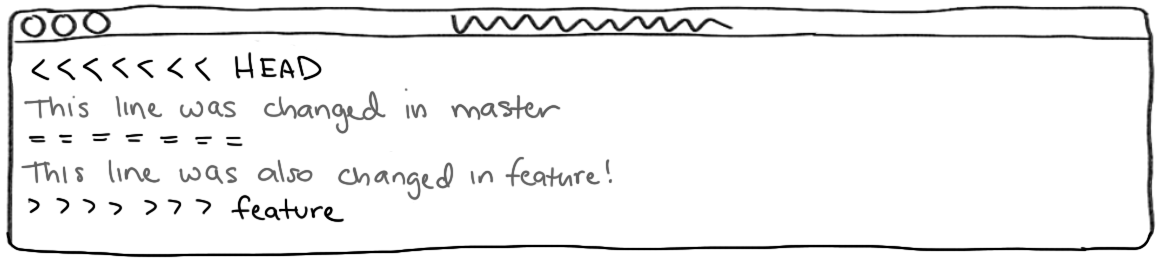 <<<<<<< HEAD
This line was changed in master
=======
This line was also changed in feature!
>>>>>>> feature